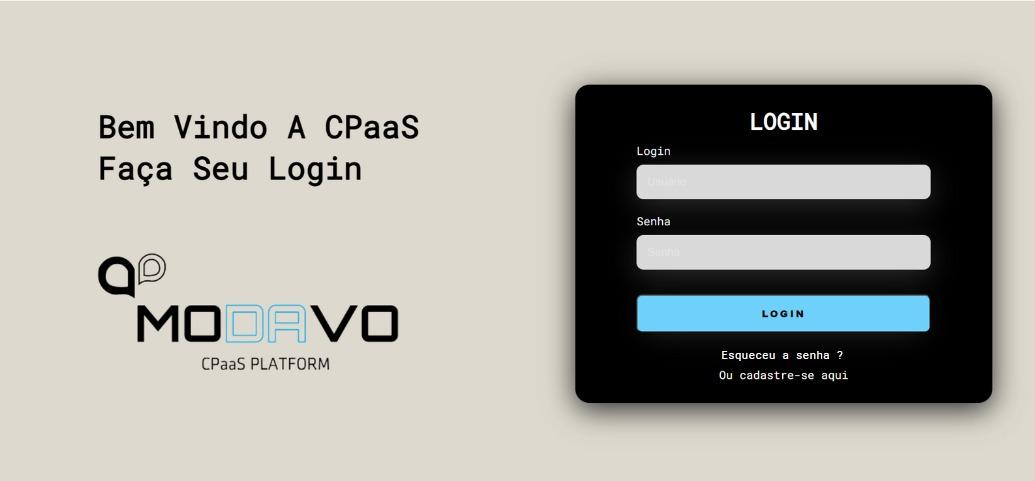 Bem Vindo A CPaaS
Faça Seu Login
MODAVO
CPaaS PLATFORM
LOGIN
Login
Usuário
Senha
Senha
LOGIN
Esqueceu a senha ?
Ou cadastre-se aqui